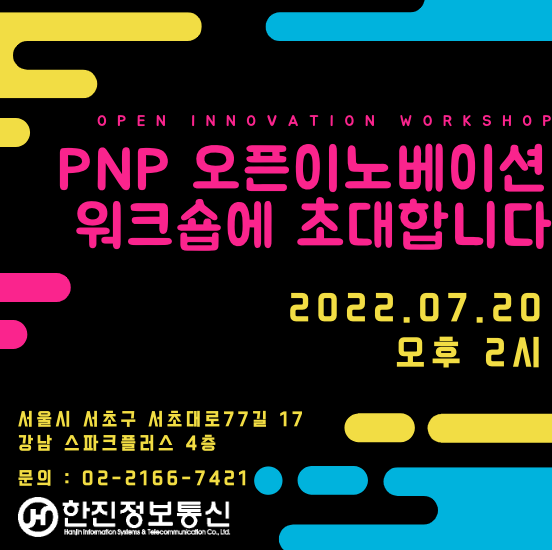 OPEN INNOVATION WORKSHOP
PNP 오픈이노베이션
워크숍에 초대합니다
2022.07.20
오후 2시
서울시 서초구 서초대로77길 17
강남 스파크플러스 4층
문의 : 02-2166-7421
한진정보통신
Hanjin Information Systems & Telecommunication Co., Ltd.